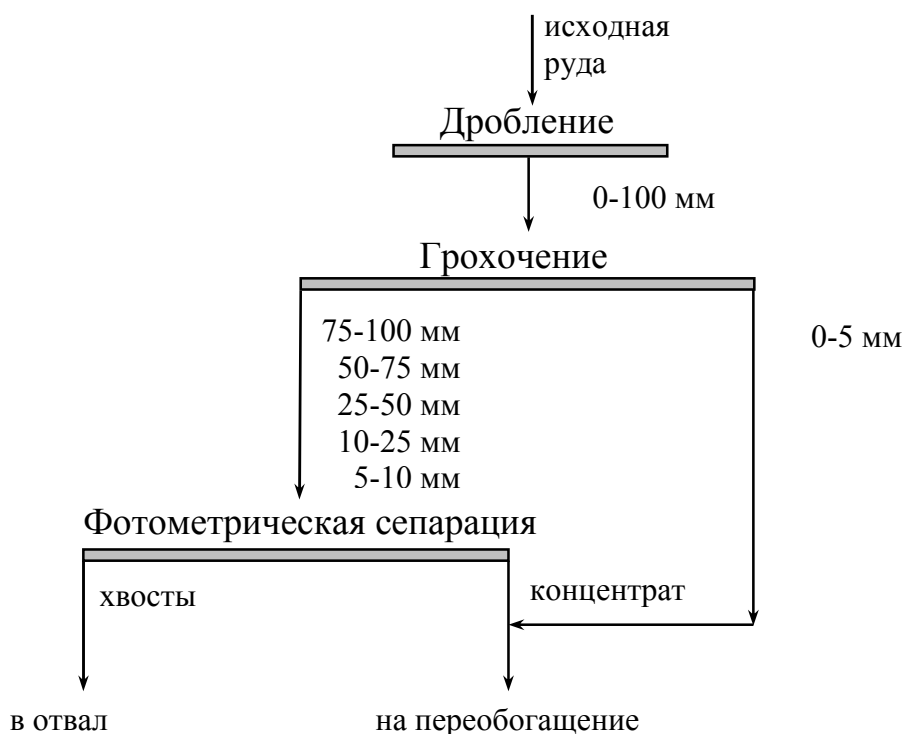 исходная
руда
Дробление
0-100 мм
Грохочение
75-100 мм
50-75 мм
25-50 мм
10-25 мм
5-10 мм
0-5 мм
Фотометрическая сепарация
хвосты
концентрат
в отвал
на переобогащение